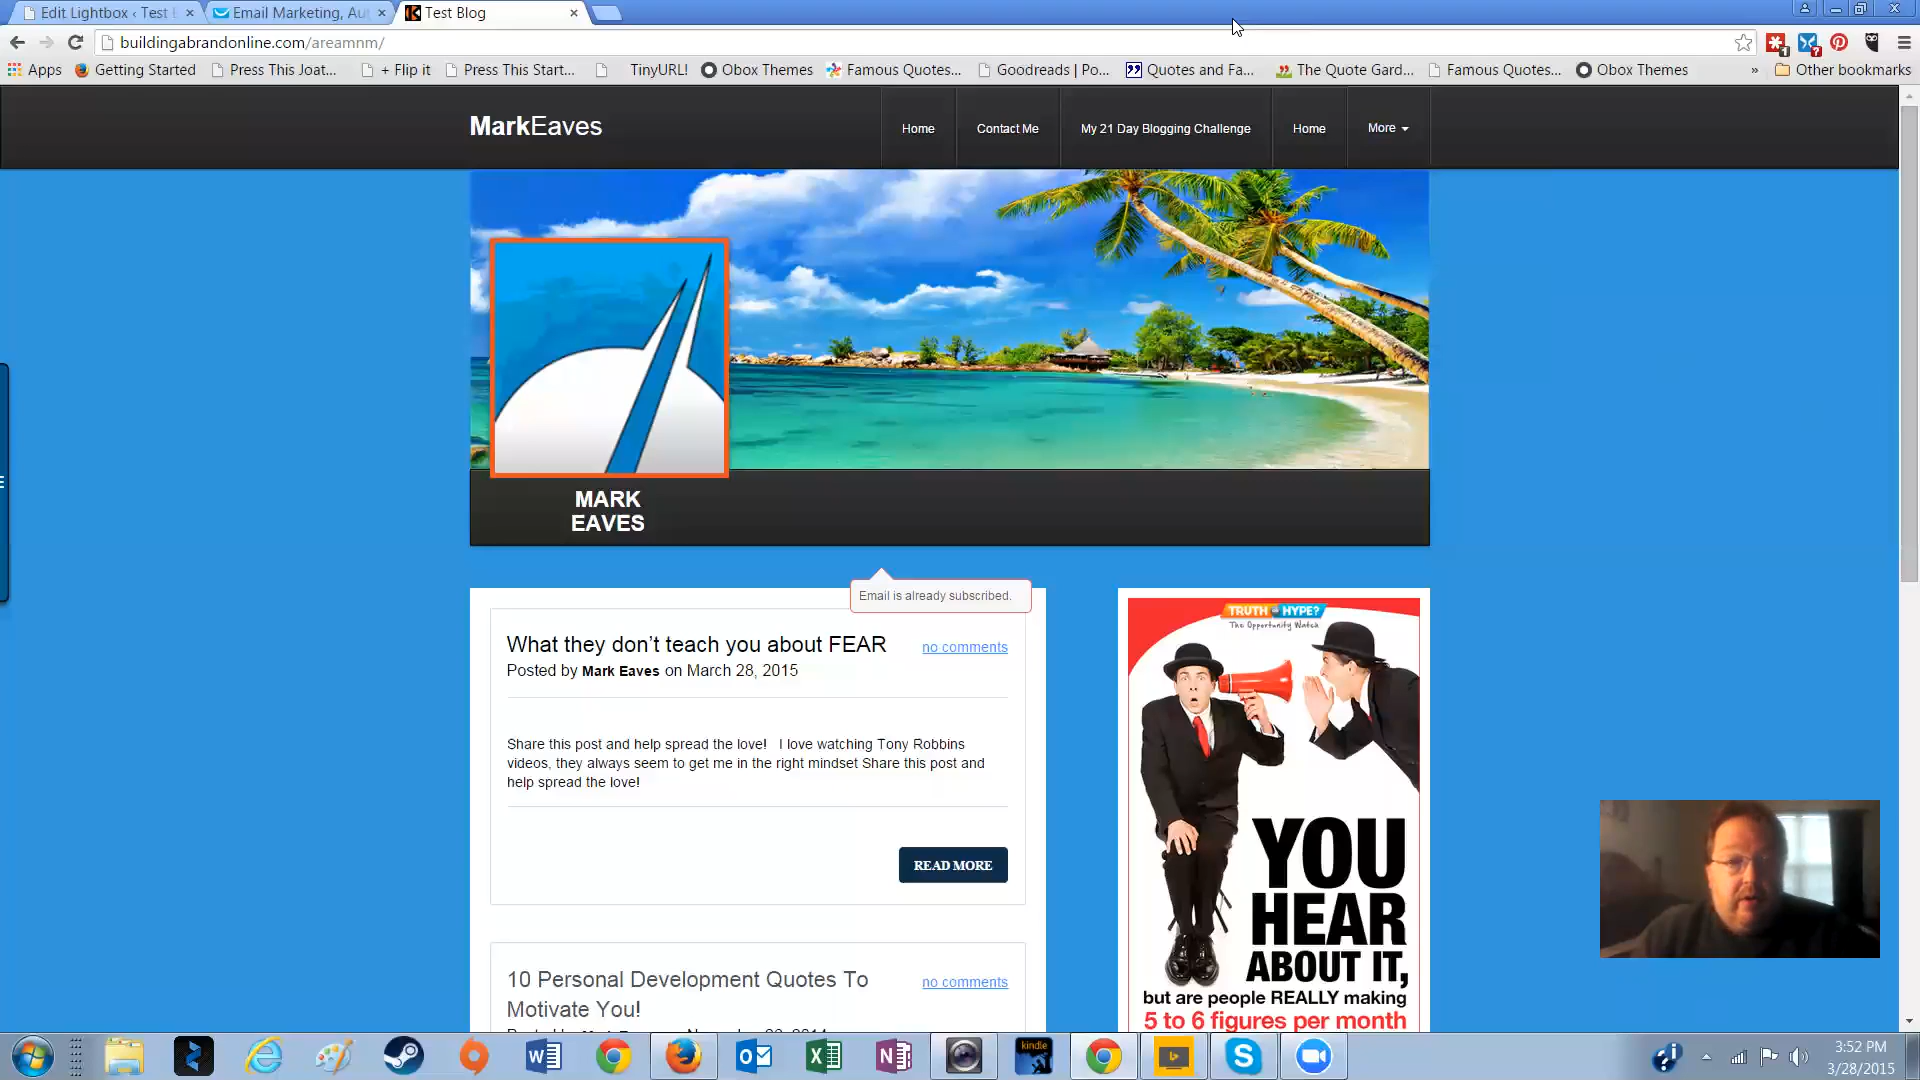 Edit Lightbox ‹ Test
Email Marketing, Au
Test Blog
buildingabrandonline.com/areamnm/
Apps
Getting Started
Press This Joat...
+ Flip it
Press This Start...
TinyURL!
Obox Themes
Famous Quotes...
Goodreads | Po...
Quotes and Fa...
The Quote Gard...
Famous Quotes...
Obox Themes
»
Other bookmarks
MarkEaves
Home
Contact Me
My 21 Day Blogging Challenge
Home
More
MARK
EAVES
Email is already subscribed.
What they don’t teach you about FEAR
no comments
Posted by Mark Eaves on March 28, 2015
Share this post and help spread the love!   I love watching Tony Robbins
videos, they always seem to get me in the right mindset Share this post and
help spread the love!
READ MORE
10 Personal Development Quotes To
Motivate You!
no comments
TRUTH OR HYPE?
The Opportunity Watch
YOU
HEAR
ABOUT IT,
but are people REALLY making
5 to 6 figures per month
kindle
3:52 PM
3/28/2015